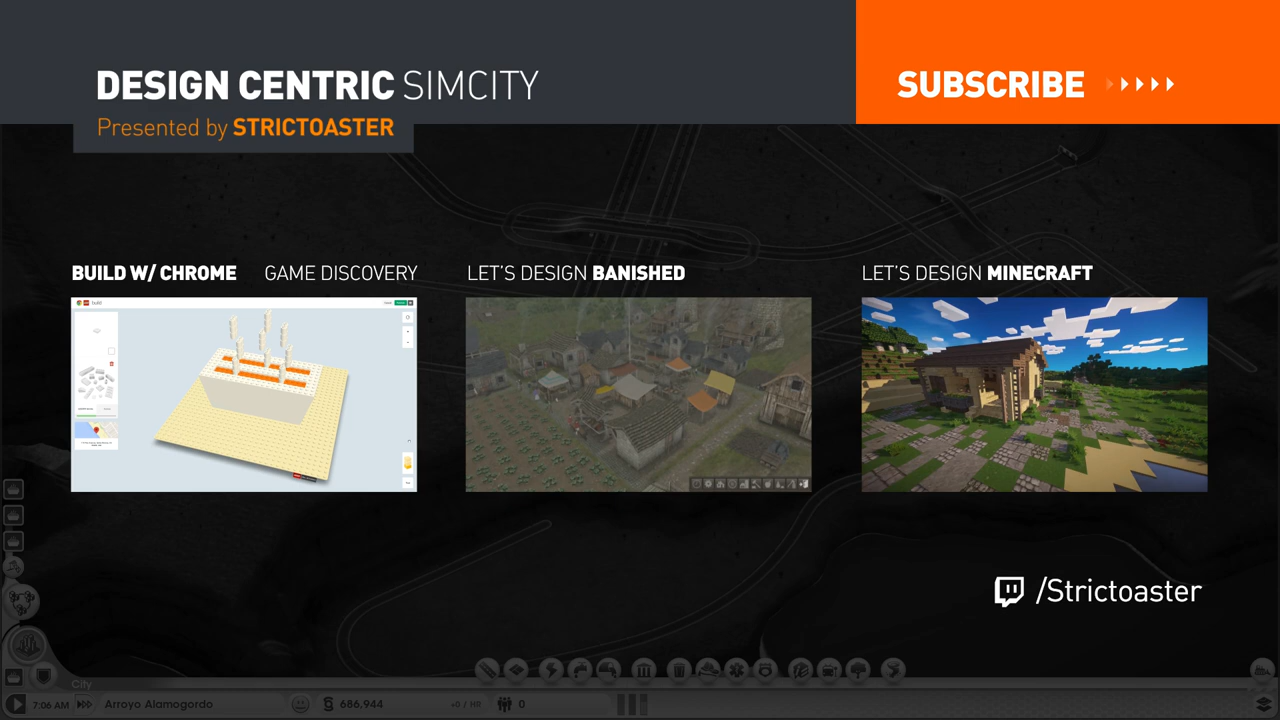 DESIGN CENTRIC SIMCITY
SUBSCRIBE
Presented by STRICTOASTER
BUILD W/ CHROME GAME DISCOVERY
LET'S DESIGN BANISHED
LET'S DESIGN MINECRAFT
build
/Strictoaster
City
7:06 AM
Arroyo Alamogordo
686,944
+0 / HR
0